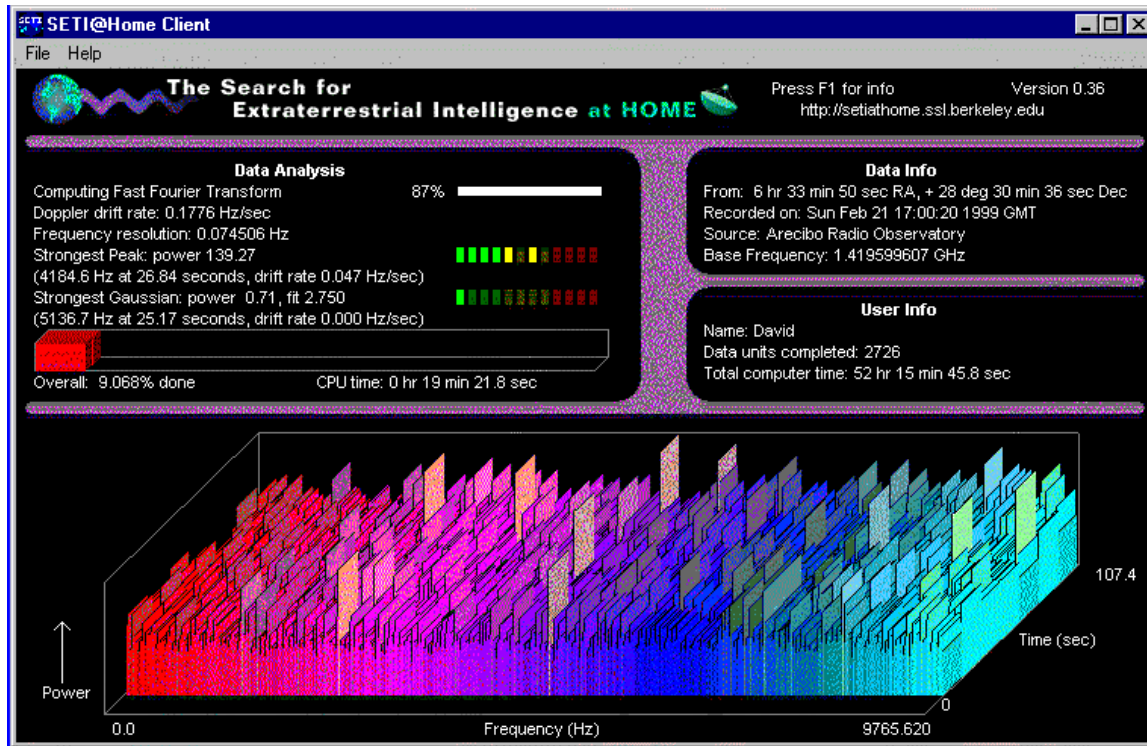 SETI@Home Client
File Help
The Search for
Extraterrestrial Intelligence at HOME
Press F1 for info Version 0.36
http://setiathome.ssl.berkeley.edu
Data Analysis
Computing Fast Fourier Transform 87%
Doppler drift rate: 0.1776 Hz/sec
Frequency resolution: 0.074506 Hz
Strongest Peak: power 139.27
(4184.6 Hz at 26.84 seconds, drift rate 0.047 Hz/sec)
Strongest Gaussian: power 0.71, fit 2.750
(5136.7 Hz at 25.17 seconds, drift rate 0.000 Hz/sec)
Overall: 9.068% done CPU time: 0 hr 19 min 21.8 sec
Data Info
From: 6 hr 33 min 50 sec RA, + 28 deg 30 min 36 sec Dec
Recorded on: Sun Feb 21 17:00:20 1999 GMT
Source: Arecibo Radio Observatory
Base Frequency: 1.419599607 GHz
User Info
Name: David
Data units completed: 2726
Total computer time: 52 hr 15 min 45.8 sec
107.4
Time (sec)
Power
0
0.0 Frequency (Hz) 9765.620